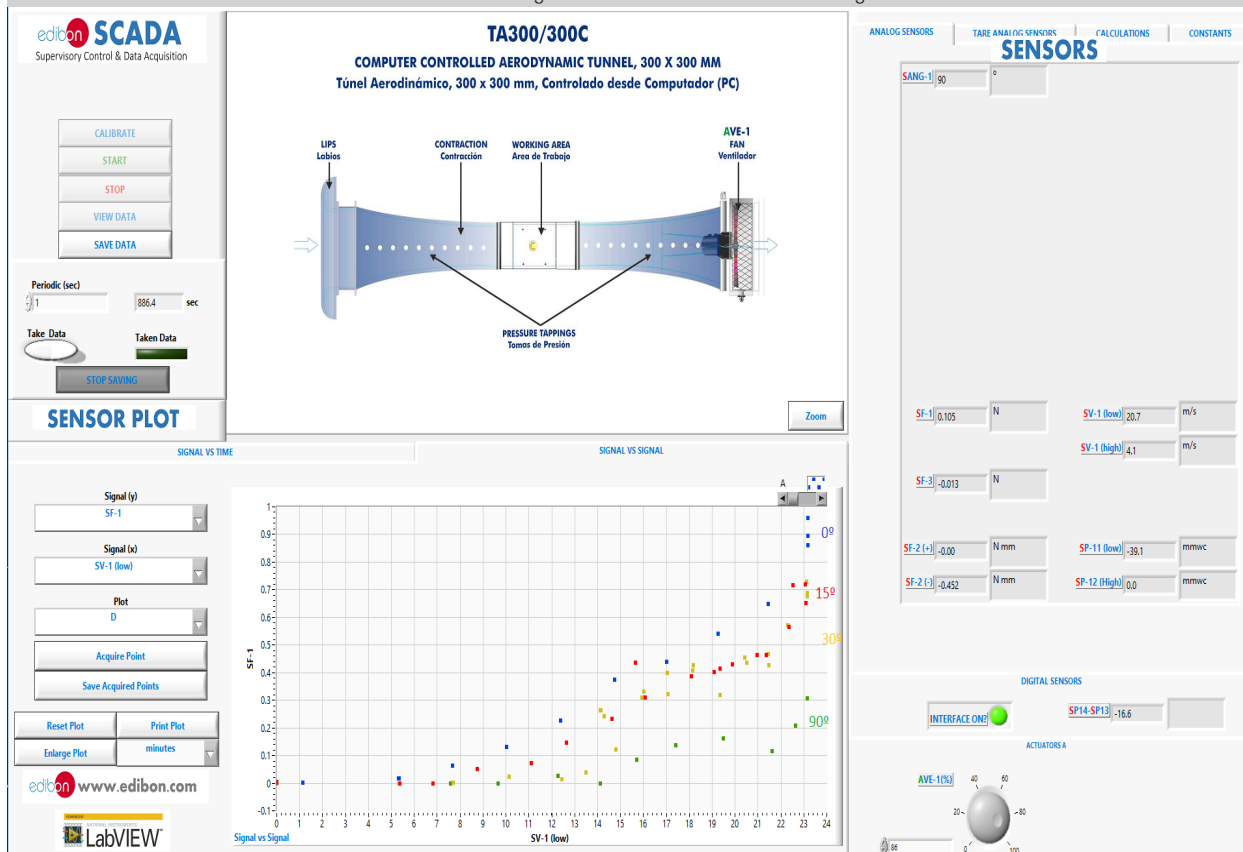 edibon SCADA
Supervisory Control & Data Acquisition
CALIBRATE
START
STOP
VIEW DATA
SAVE DATA
Periodic (sec)
1
886.4 sec
Take Data
Taken Data
STOP SAVING
SENSOR PLOT
TA300/300C
COMPUTER CONTROLLED AERODYNAMIC TUNNEL, 300 X 300 MM
Túnel Aerodinámico, 300 x 300 mm, Controlado desde Computador (PC)
LIPS
Labios
CONTRACTION
Contracción
WORKING AREA
Area de Trabajo
AVE-1
FAN
Ventilador
PRESSURE TAPPINGS
Tomas de Presión
Zoom
SIGNAL VS TIME
SIGNAL VS SIGNAL
Signal (y)
SF-1
Signal (x)
SV-1 (low)
Plot
D
Acquire Point
Save Acquired Points
Reset Plot
Print Plot
Enlarge Plot
minutes
edibon www.edibon.com
NATIONAL INSTRUMENTS
LabVIEW
A
SF-1
1
0.9
0.8
0.7
0.6
0.5
0.4
0.3
0.2
0.1
0
-0.1
0º
15º
30º
90º
0 1 2 3 4 5 6 7 8 9 10 11 12 13 14 15 16 17 18 19 20 21 22 23 24
Signal vs Signal
SV-1 (low)
ANALOG SENSORS
TARE ANALOG SENSORS
CALCULATIONS
CONSTANTS
SENSORS
SANG-1 90 º
SF-1 0.105 N
SV-1 (low) 20.7 m/s
SV-1 (high) 4.1 m/s
SF-3 -0.013 N
SF-2 (+) -0.00 N mm
SP-11 (low) -39.1 mmwc
SF-2 (-) -0.452 N mm
SP-12 (High) 0.0 mmwc
DIGITAL SENSORS
INTERFACE ON?
SP14-SP13 -16.6
ACTUATORS A
AVE-1(%)
0
20
40
60
80
100
86